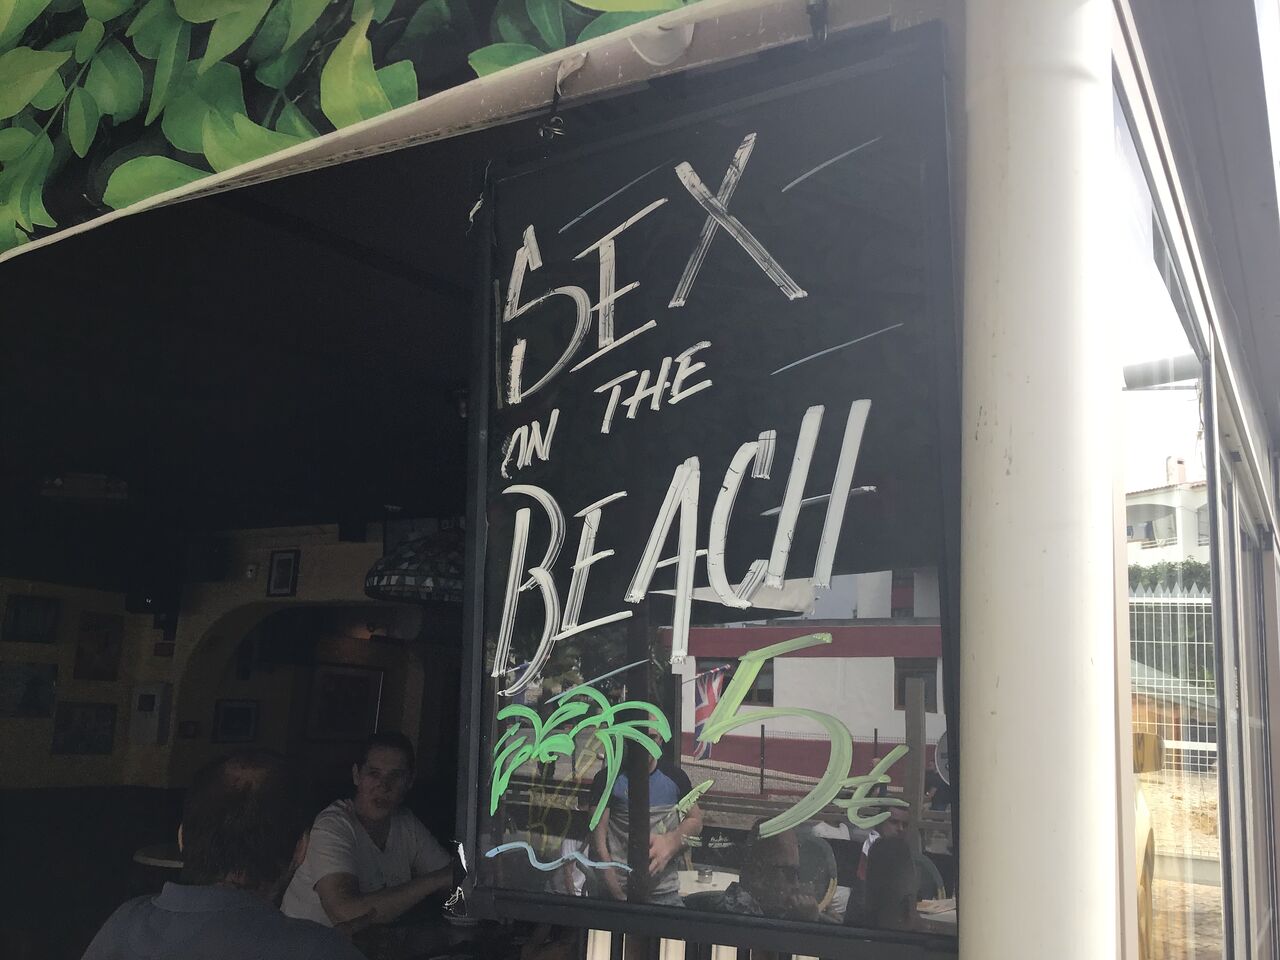 SEX
ON THE
BEACH
5€